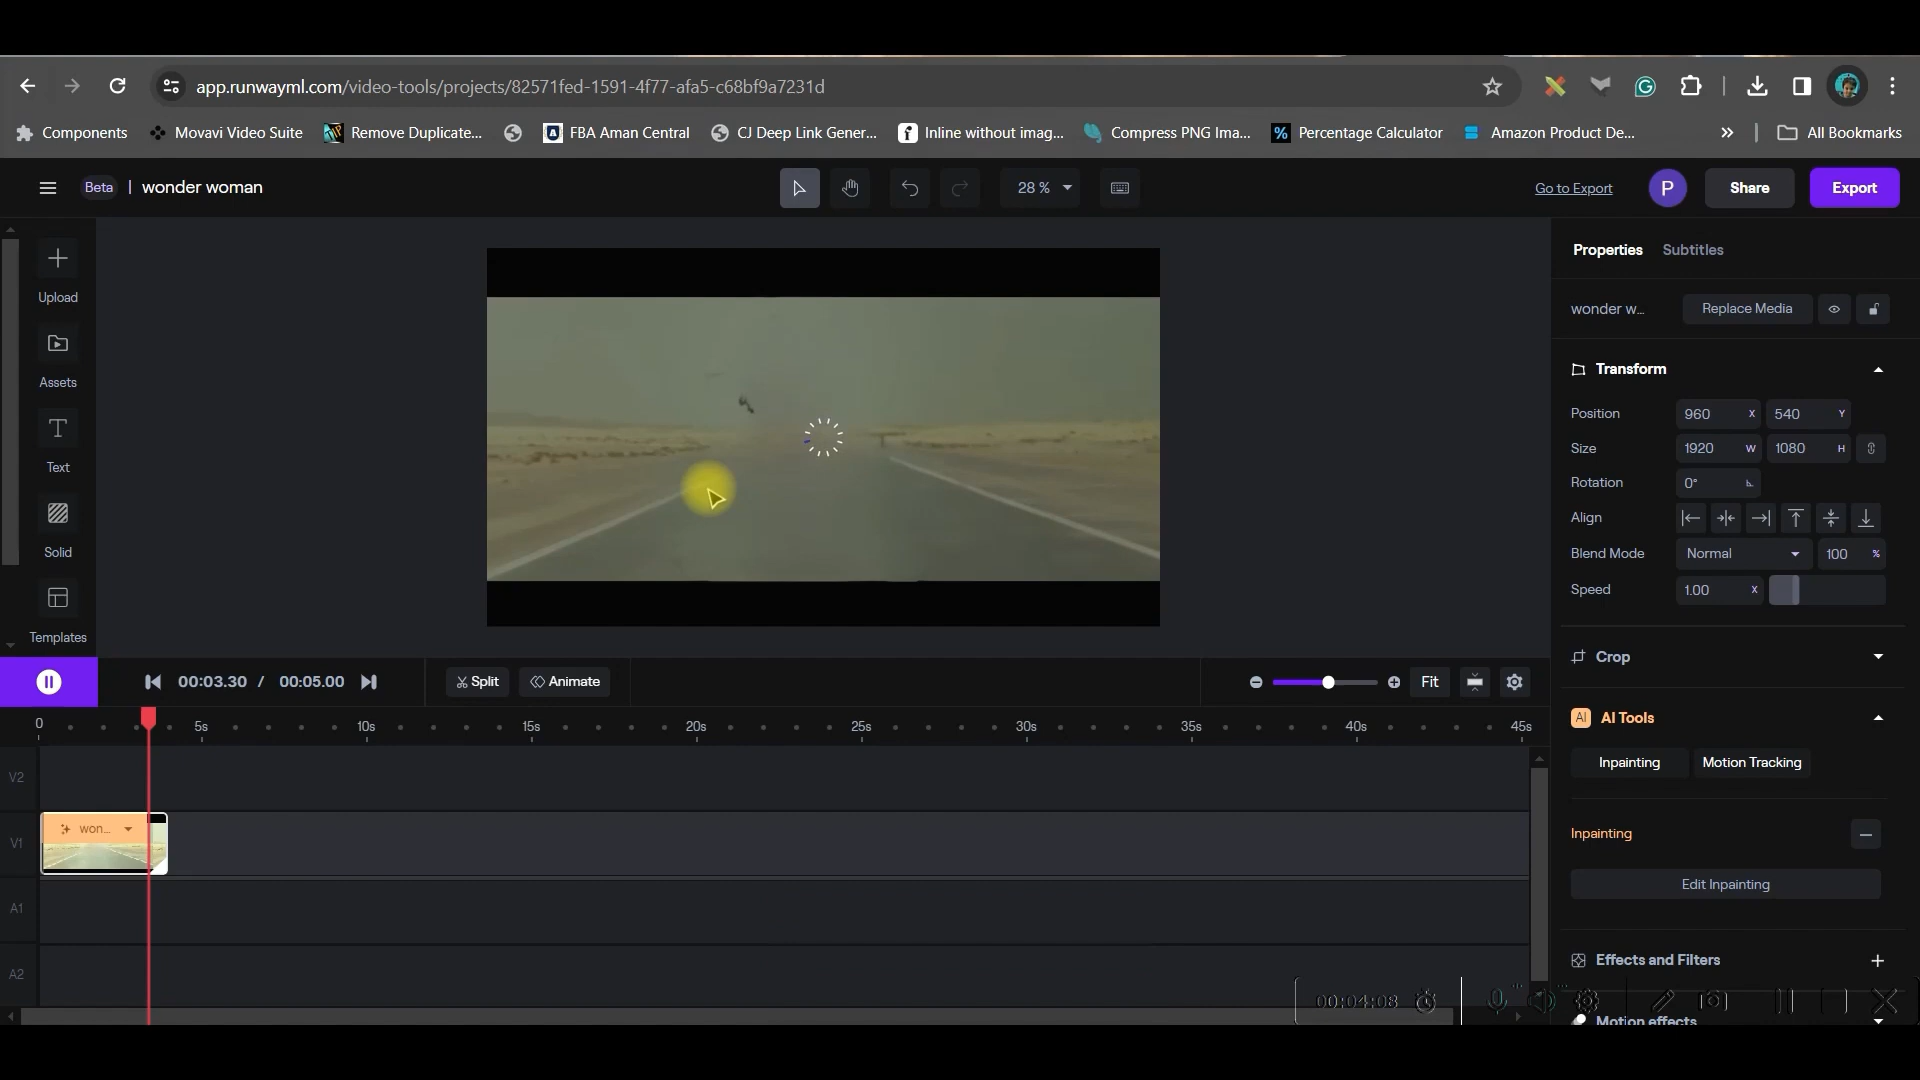 app.runwayml.com/video-tools/projects/82571fed-1591-4f77-afa5-c68bf9a7231d
Components Movavi Video Suite Remove Duplicate... FBA Aman Central CJ Deep Link Gener... Inline without imag... Compress PNG Ima... % Percentage Calculator Amazon Product De... » All Bookmarks
Beta | wonder woman 28 % Go to Export P Share Export
Upload
Assets
Text
Solid
Templates
Properties Subtitles
wonder w... Replace Media
Transform
Position 960 X 540 Y
Size 1920 W 1080 H
Rotation 0°
Align
Blend Mode Normal 100 %
Speed 1.00 X
Crop
AI AI Tools
Inpainting Motion Tracking
Inpainting
Edit Inpainting
Effects and Filters
Motion effects
00:03.30 / 00:05.00 Split Animate Fit
0 5s 10s 15s 20s 25s 30s 35s 40s 45s
V2
V1 won...
A1
A2
00:04:08